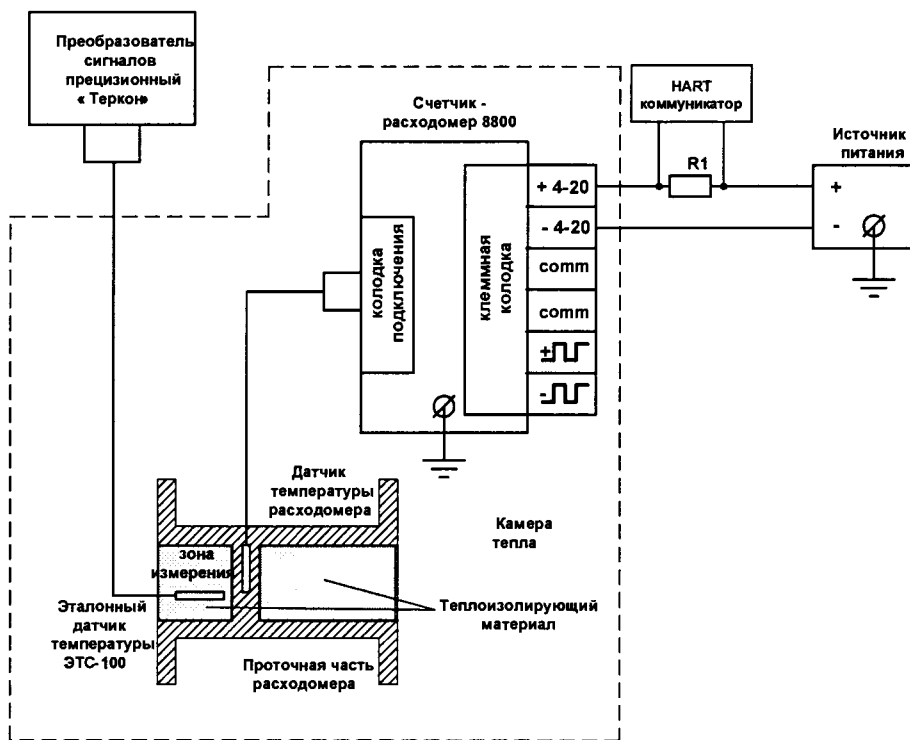 Преобразователь
сигналов
прецизионный
« Теркон»
Счетчик -
расходомер 8800
HART
коммуникатор
R1
Источник
питания
+
-
колодка
подключения
клеммная
колодка
+ 4-20
- 4-20
comm
comm
+
-
Датчик
температуры
расходомера
Камера
тепла
зона
измерения
Эталонный
датчик
температуры
ЭТС-100
Теплоизолирующий
материал
Проточная часть
расходомера